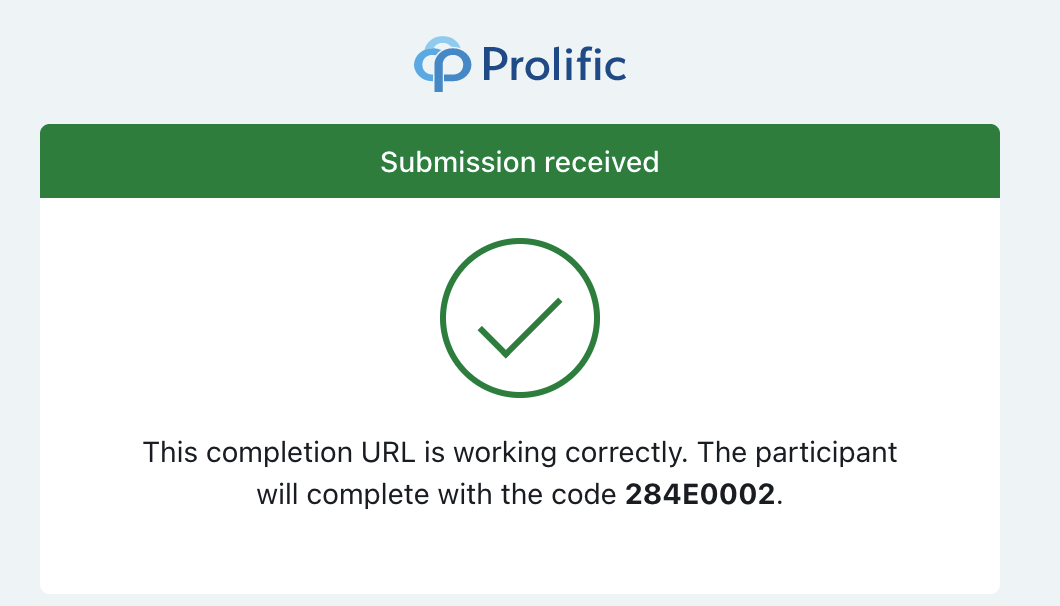 Prolific
Submission received
This completion URL is working correctly. The participant
will complete with the code 284E0002.